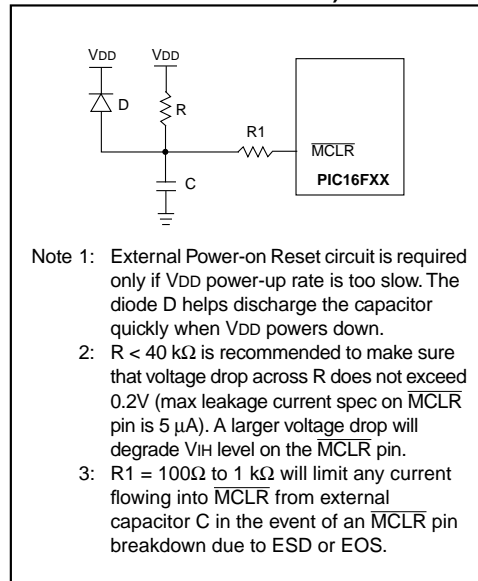 VDD VDD
D
R
R1
MCLR
C
PIC16FXX
Note 1: External Power-on Reset circuit is required
only if VDD power-up rate is too slow. The
diode D helps discharge the capacitor
quickly when VDD powers down.
2: R < 40 kΩ is recommended to make sure
that voltage drop across R does not exceed
0.2V (max leakage current spec on MCLR
pin is 5 μA). A larger voltage drop will
degrade VIH level on the MCLR pin.
3: R1 = 100Ω to 1 kΩ will limit any current
flowing into MCLR from external
capacitor C in the event of an MCLR pin
breakdown due to ESD or EOS.